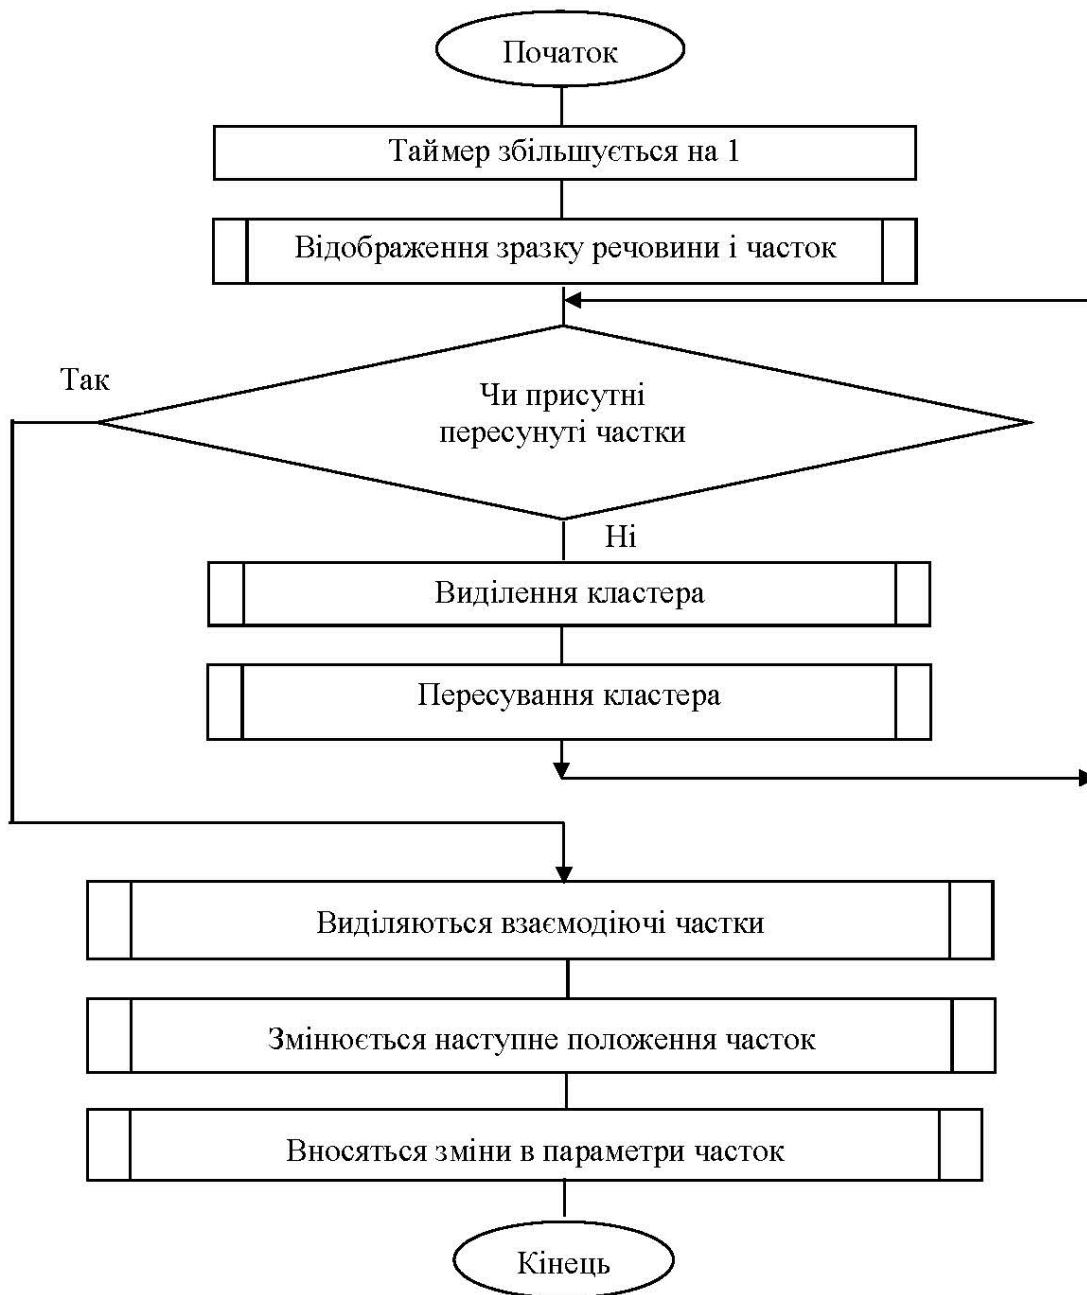 Початок
Таймер збільшується на 1
Відображення зразку речовини і часток
Так
Чи присутні
пересунуті частки
Ні
Виділення кластера
Пересування кластера
Виділяються взаємодіючі частки
Змінюється наступне положення часток
Вносяться зміни в параметри часток
Кінець